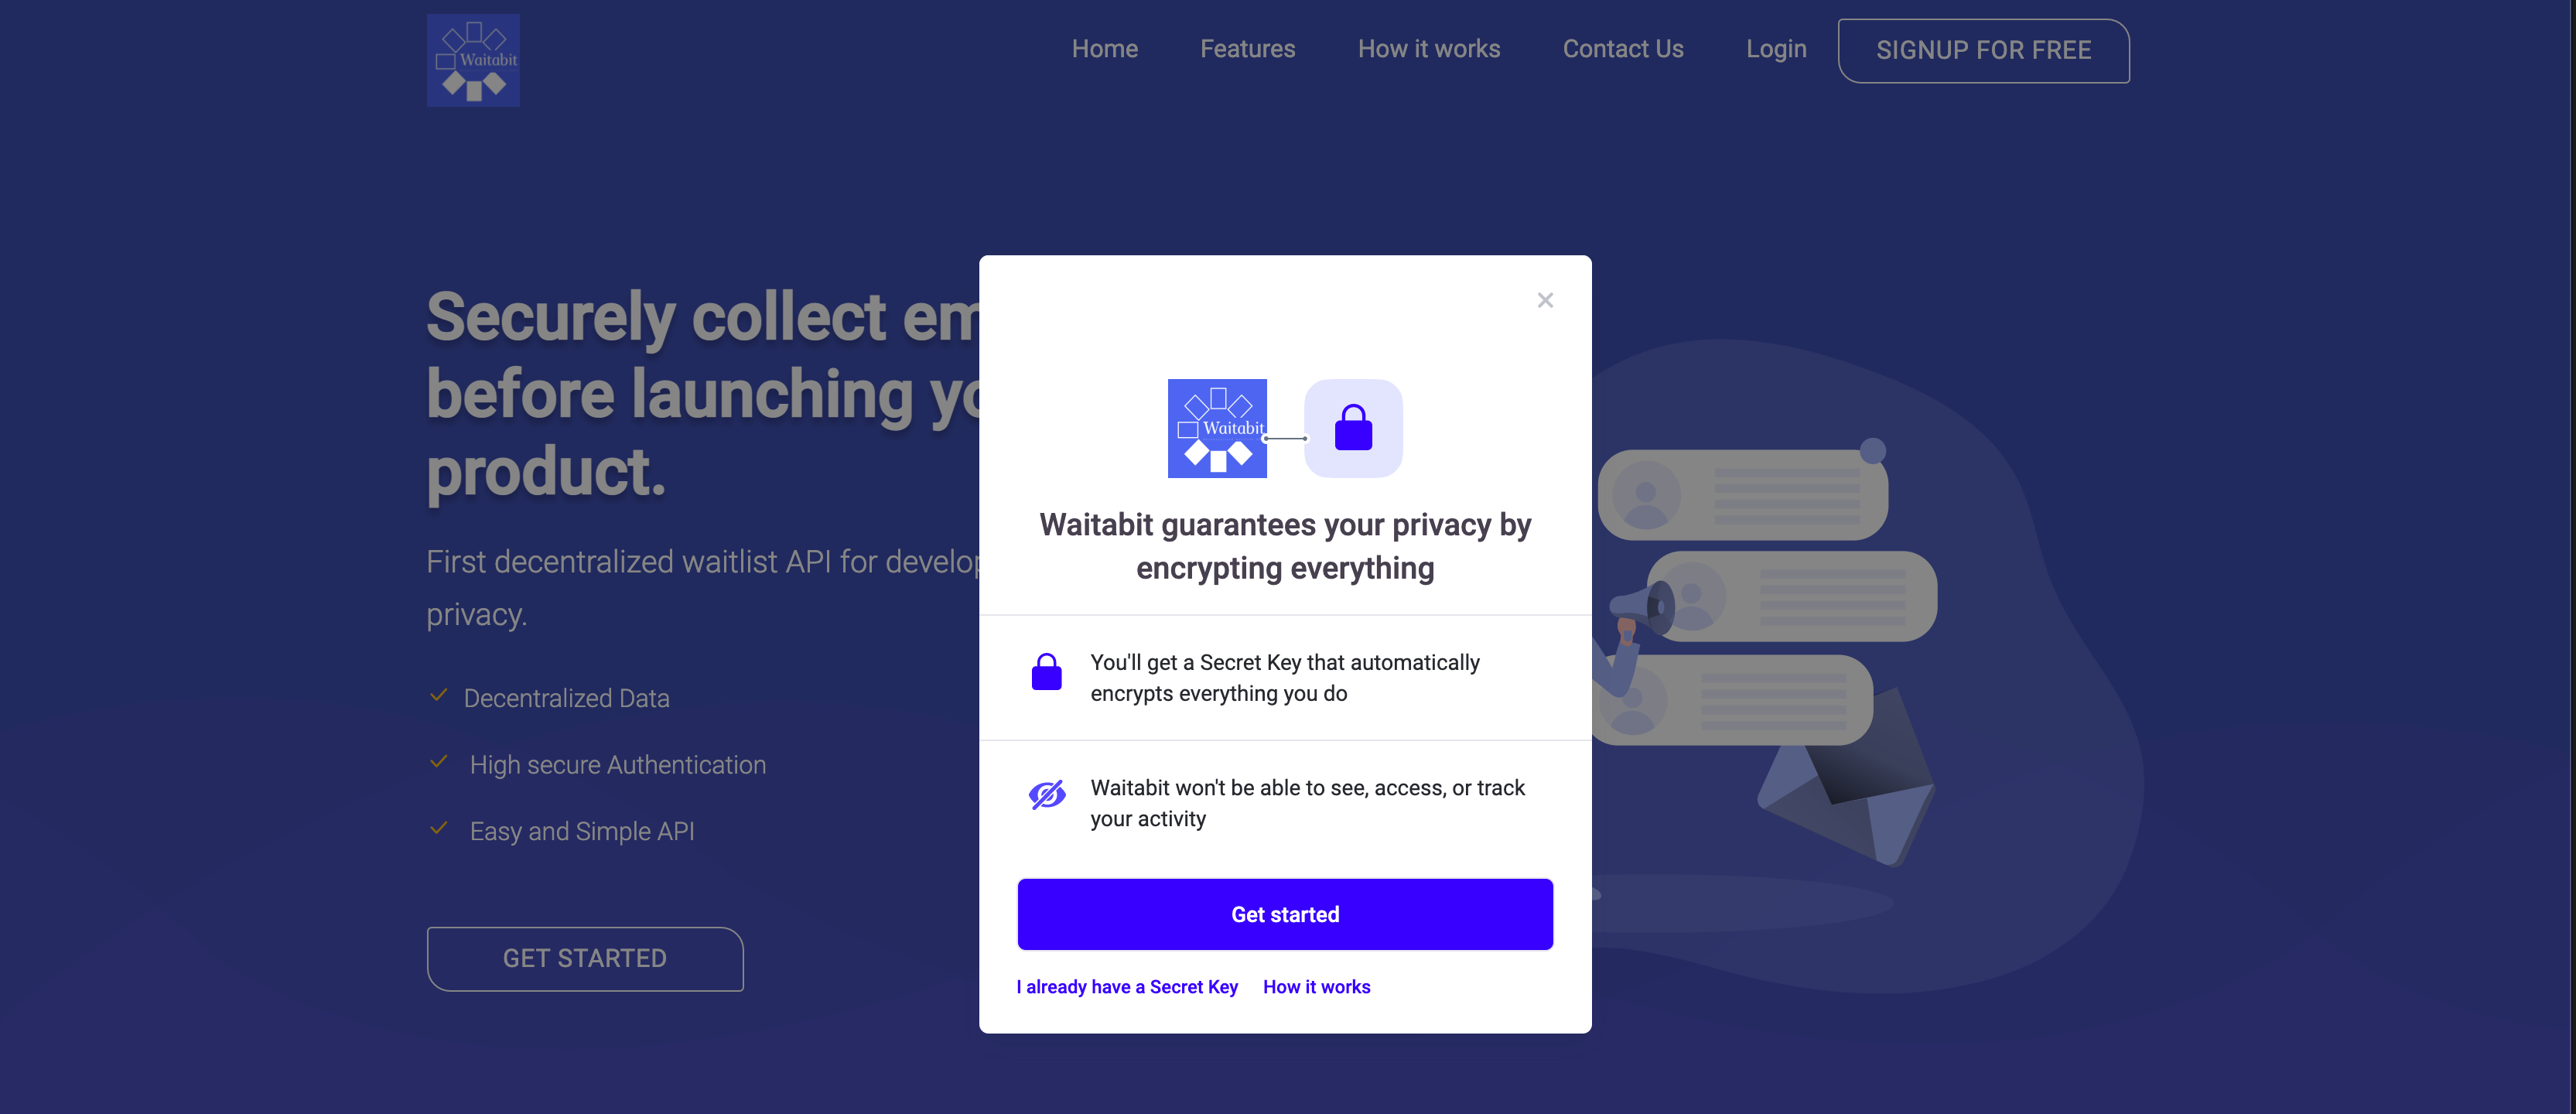 Waitabit
Home
Features
How it works
Contact Us
Login
SIGNUP FOR FREE
Securely collect em
before launching yo
product.
First decentralized waitlist API for develop
privacy.
Decentralized Data
High secure Authentication
Easy and Simple API
GET STARTED
Waitabit
Waitabit guarantees your privacy by
encrypting everything
You'll get a Secret Key that automatically
encrypts everything you do
Waitabit won't be able to see, access, or track
your activity
Get started
I already have a Secret Key
How it works